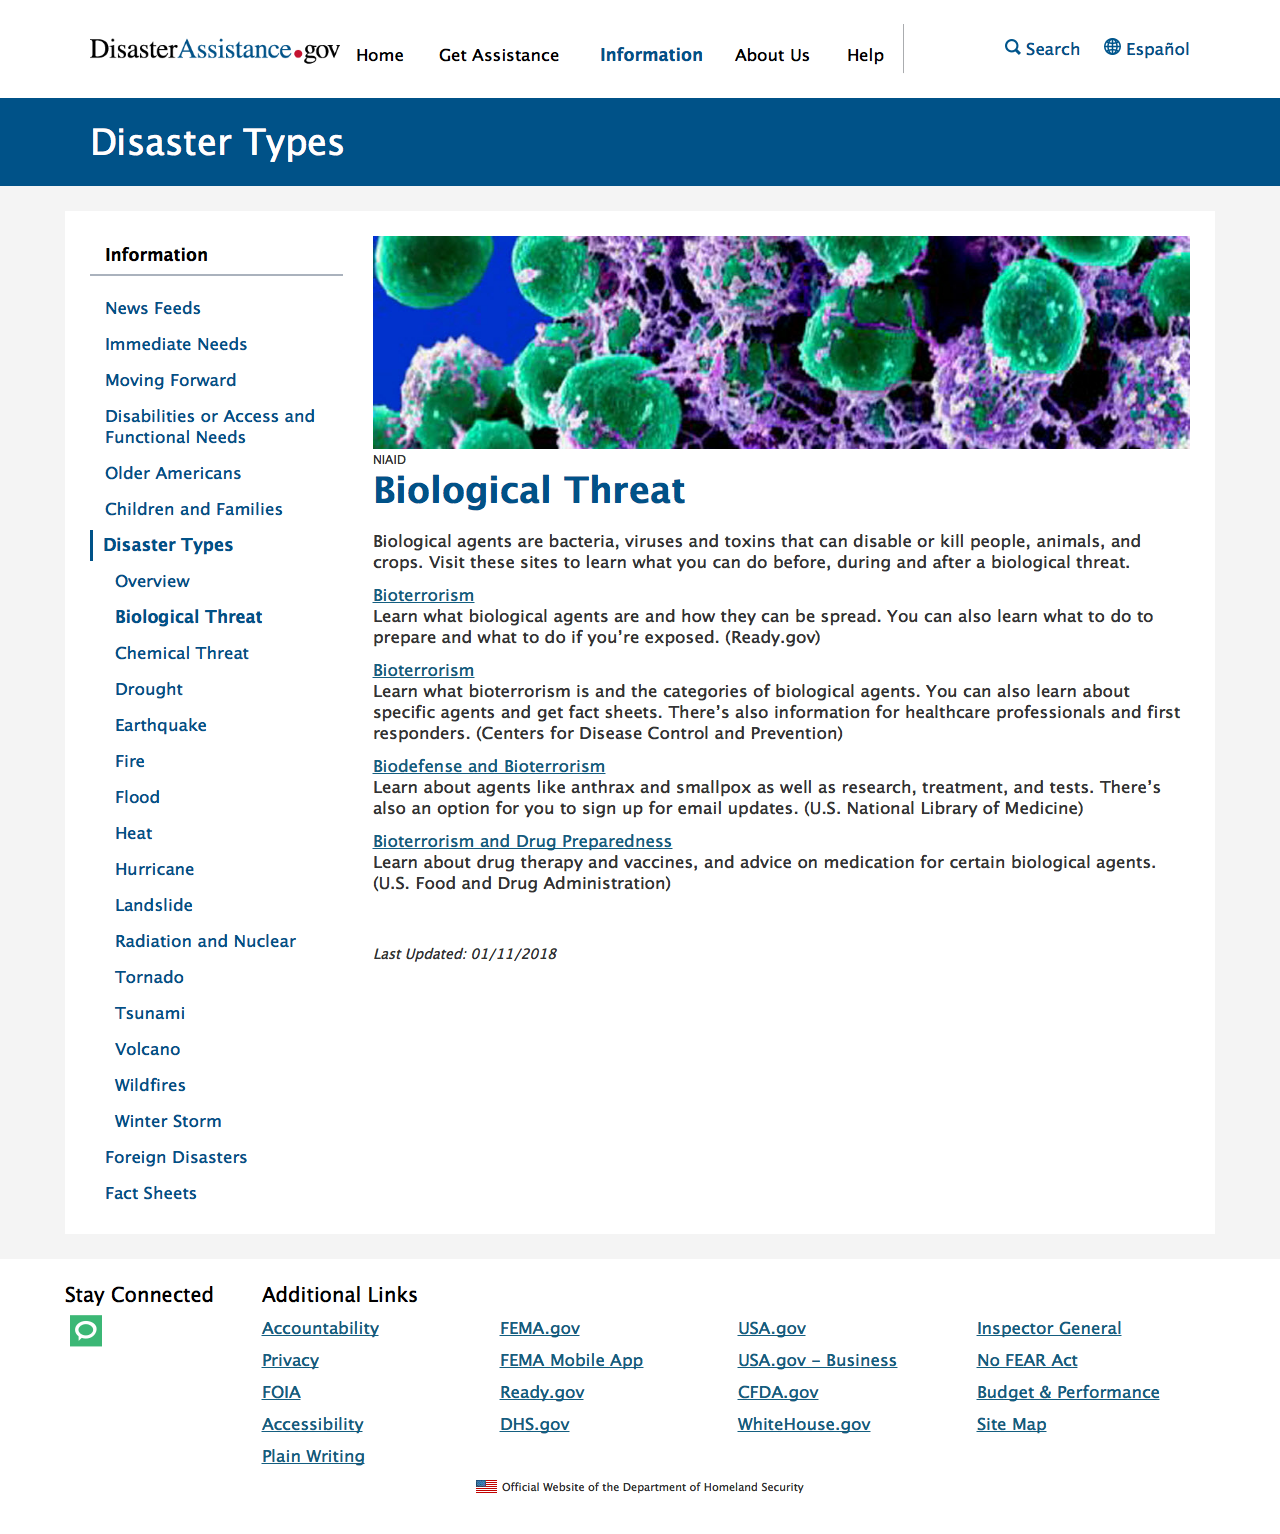 DisasterAssistance.gov
Home
Get Assistance
Information
About Us
Help
Search
Español
Disaster Types
Information
News Feeds
Immediate Needs
Moving Forward
Disabilities or Access and
Functional Needs
Older Americans
Children and Families
Disaster Types
Overview
Biological Threat
Chemical Threat
Drought
Earthquake
Fire
Flood
Heat
Hurricane
Landslide
Radiation and Nuclear
Tornado
Tsunami
Volcano
Wildfires
Winter Storm
Foreign Disasters
Fact Sheets
NIAID
Biological Threat
Biological agents are bacteria, viruses and toxins that can disable or kill people, animals, and
crops. Visit these sites to learn what you can do before, during and after a biological threat.
Bioterrorism
Learn what biological agents are and how they can be spread. You can also learn what to do to
prepare and what to do if you’re exposed. (Ready.gov)
Bioterrorism
Learn what bioterrorism is and the categories of biological agents. You can also learn about
specific agents and get fact sheets. There’s also information for healthcare professionals and first
responders. (Centers for Disease Control and Prevention)
Biodefense and Bioterrorism
Learn about agents like anthrax and smallpox as well as research, treatment, and tests. There’s
also an option for you to sign up for email updates. (U.S. National Library of Medicine)
Bioterrorism and Drug Preparedness
Learn about drug therapy and vaccines, and advice on medication for certain biological agents.
(U.S. Food and Drug Administration)
Last Updated: 01/11/2018
Stay Connected
Additional Links
Accountability
Privacy
FOIA
Accessibility
Plain Writing
FEMA.gov
FEMA Mobile App
Ready.gov
DHS.gov
USA.gov
USA.gov – Business
CFDA.gov
WhiteHouse.gov
Inspector General
No FEAR Act
Budget & Performance
Site Map
Official Website of the Department of Homeland Security